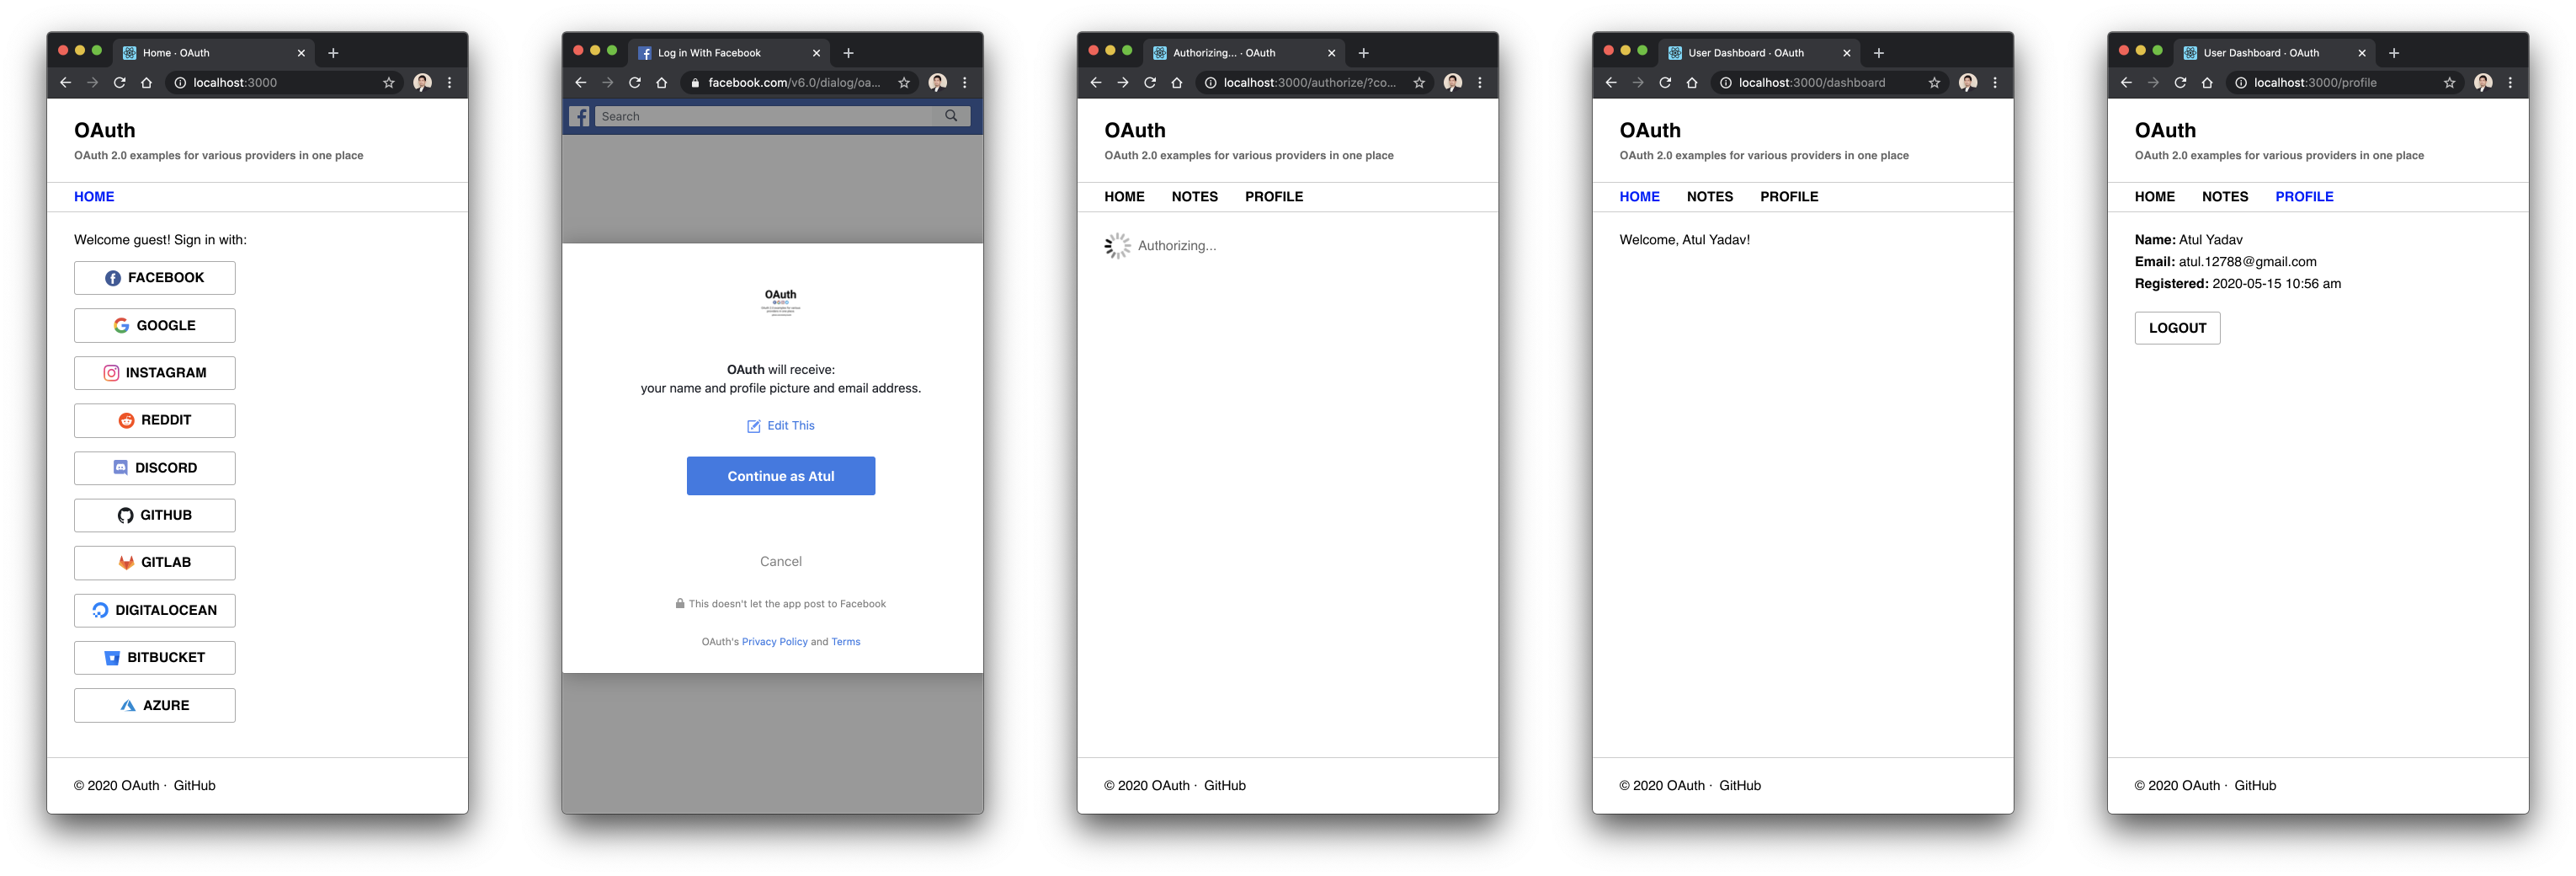 Home · OAuth
localhost:3000
OAuth
OAuth 2.0 examples for various providers in one place
HOME
Welcome guest! Sign in with:
FACEBOOK
GOOGLE
INSTAGRAM
REDDIT
DISCORD
GITHUB
GITLAB
DIGITALOCEAN
BITBUCKET
AZURE
© 2020 OAuth · GitHub
Log in With Facebook
facebook.com/v6.0/dialog/oa...
Search
OAuth
OAuth will receive:
your name and profile picture and email address.
Edit This
Continue as Atul
Cancel
This doesn't let the app post to Facebook
OAuth's Privacy Policy and Terms
Authorizing... · OAuth
localhost:3000/authorize/?co...
OAuth
OAuth 2.0 examples for various providers in one place
HOME NOTES PROFILE
Authorizing...
© 2020 OAuth · GitHub
User Dashboard · OAuth
localhost:3000/dashboard
OAuth
OAuth 2.0 examples for various providers in one place
HOME NOTES PROFILE
Welcome, Atul Yadav!
© 2020 OAuth · GitHub
User Dashboard · OAuth
localhost:3000/profile
OAuth
OAuth 2.0 examples for various providers in one place
HOME NOTES PROFILE
Name: Atul Yadav
Email: atul.12788@gmail.com
Registered: 2020-05-15 10:56 am
LOGOUT
© 2020 OAuth · GitHub